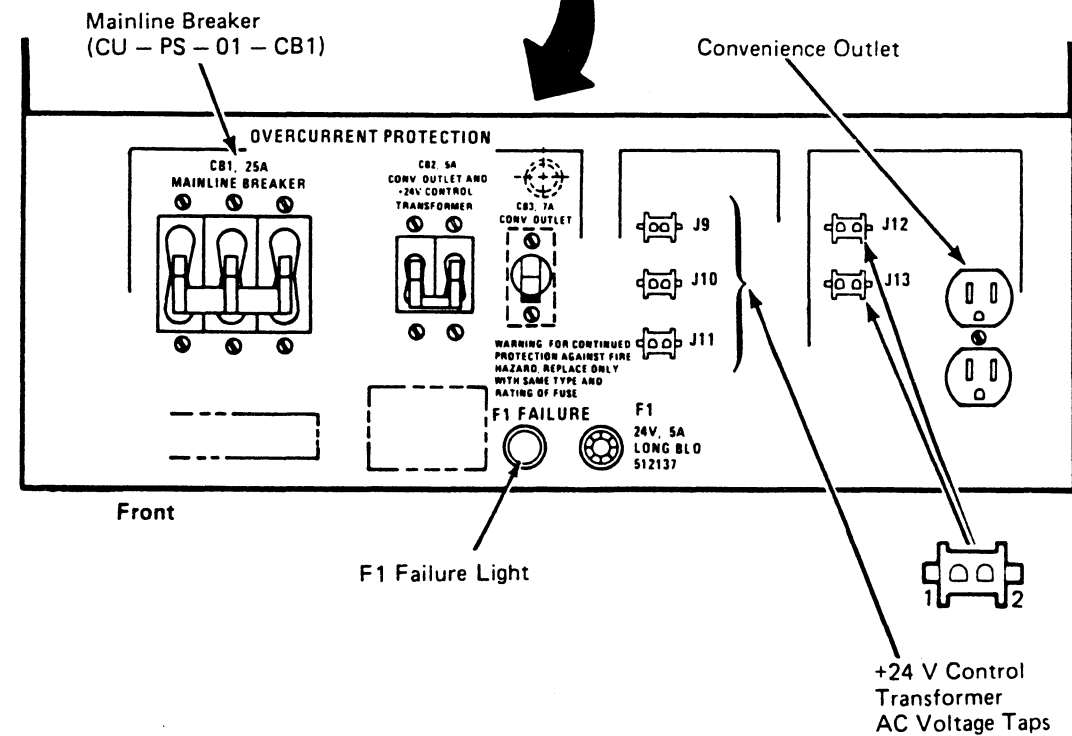 Mainline Breaker
(CU – PS – 01 – CB1)
Convenience Outlet
OVERCURRENT PROTECTION
CB1, 25A
MAINLINE BREAKER
CB2, 5A
CONV OUTLET AND
+24V CONTROL
TRANSFORMER
CB3, 7A
CONV OUTLET
J9
J10
J11
J12
J13
WARNING FOR CONTINUED
PROTECTION AGAINST FIRE
HAZARD, REPLACE ONLY
WITH SAME TYPE AND
RATING OF FUSE
F1 FAILURE
F1
24V, 5A
LONG BLO
512137
Front
F1 Failure Light
1
2
+24 V Control
Transformer
AC Voltage Taps